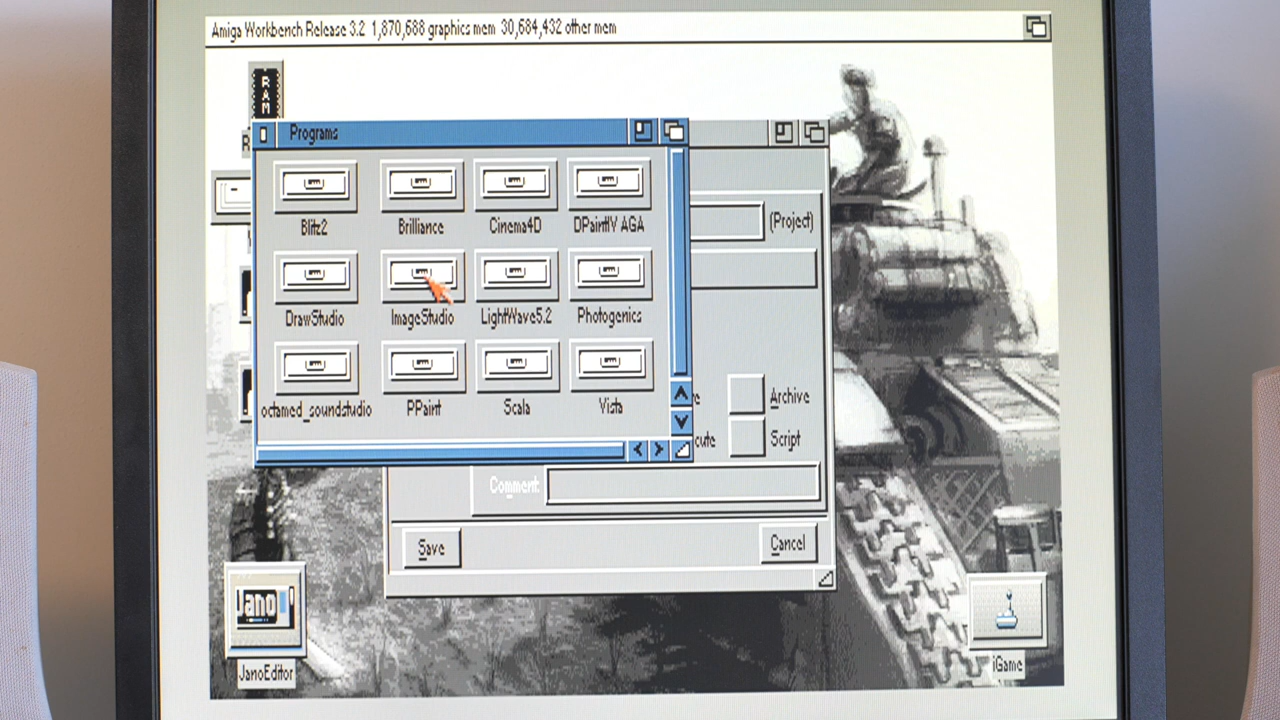 Amiga Workbench Release 3.2 1,870,688 graphics mem 30,684,432 other mem
RAM
Programs
(Project)
Blitz2 Brilliance Cinema4D DPaintIV AGA
DrawStudio ImageStudio LightWave5.2 Photogenics
octamed_soundstudio PPaint Scala Vista
Archive
Script
Comment:
Save Cancel
Jano
JanoEditor
iGame